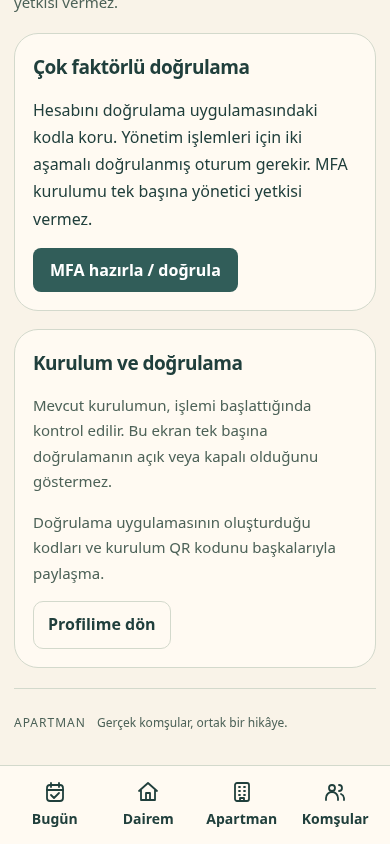 yetkisi vermez.
Çok faktörlü doğrulama
Hesabını doğrulama uygulamasındaki
kodla koru. Yönetim işlemleri için iki
aşamalı doğrulanmış oturum gerekir. MFA
kurulumu tek başına yönetici yetkisi
vermez.
MFA hazırla / doğrula
Kurulum ve doğrulama
Mevcut kurulumun, işlemi başlattığında
kontrol edilir. Bu ekran tek başına
doğrulamanın açık veya kapalı olduğunu
göstermez.
Doğrulama uygulamasının oluşturduğu
kodları ve kurulum QR kodunu başkalarıyla
paylaşma.
Profilime dön
APARTMAN Gerçek komşular, ortak bir hikâye.
Bugün Dairem Apartman Komşular